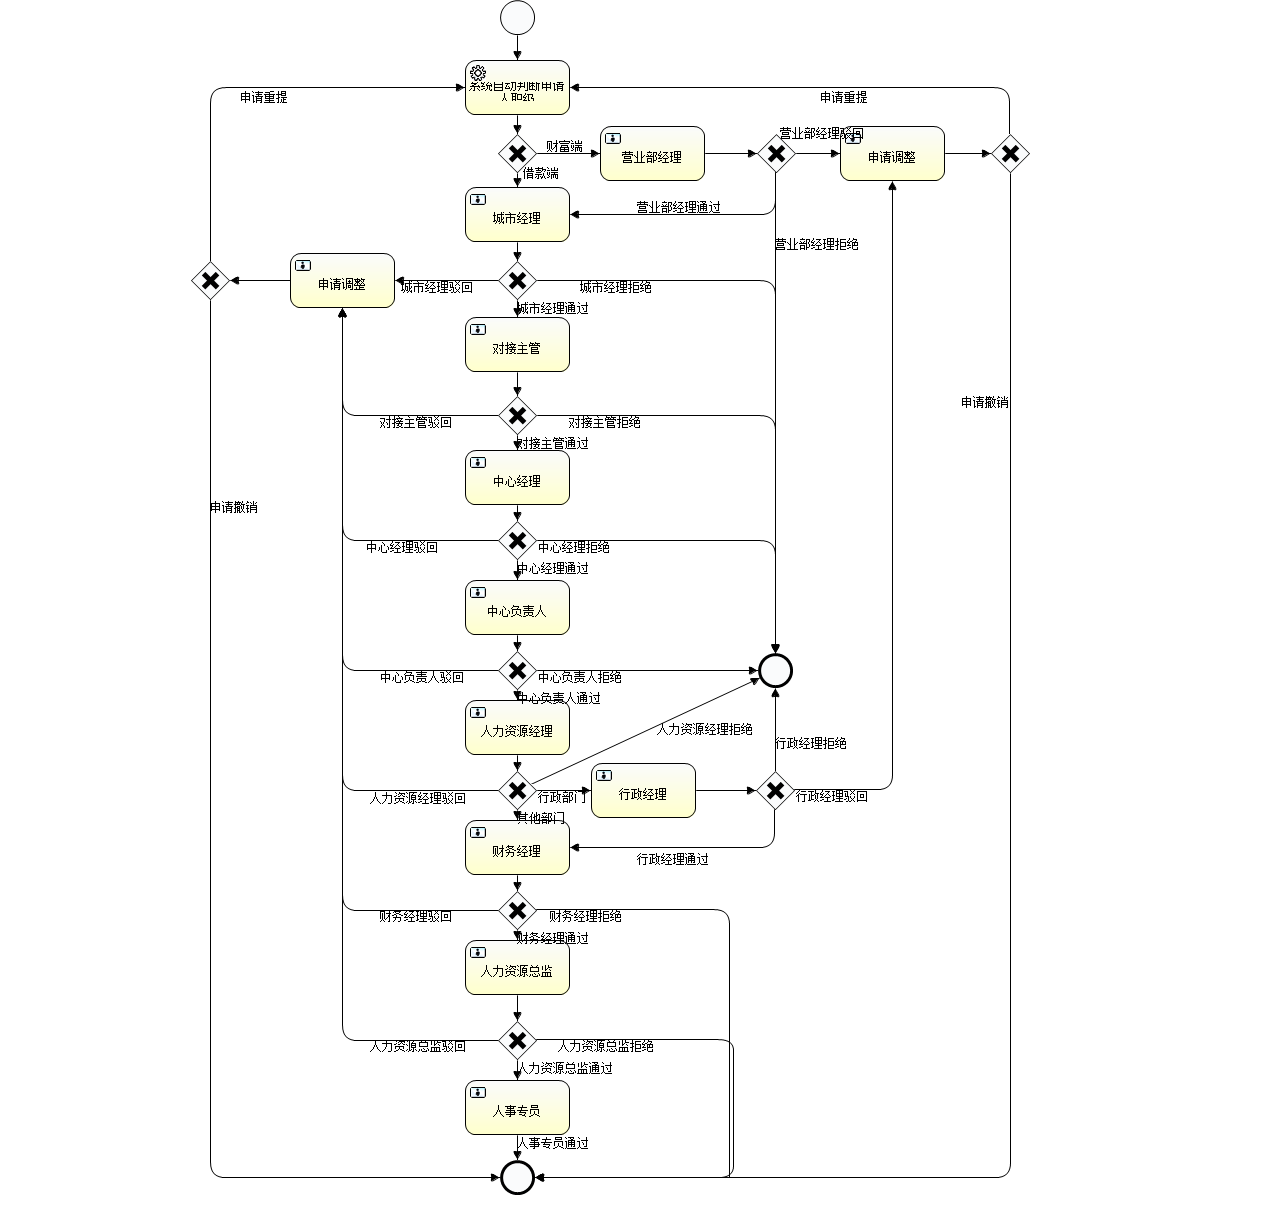 系统自动判断申请
人职级
申请重提
申请重提
财富端
营业部经理
营业部经理驳回
申请调整
借款端
城市经理
营业部经理通过
营业部经理拒绝
申请调整
城市经理驳回
城市经理拒绝
城市经理通过
对接主管
申请撤销
对接主管驳回
对接主管拒绝
对接主管通过
中心经理
申请撤销
中心经理驳回
中心经理拒绝
中心经理通过
中心负责人
中心负责人驳回
中心负责人拒绝
中心负责人通过
人力资源经理
人力资源经理拒绝
行政经理拒绝
人力资源经理驳回
行政部门
行政经理
行政经理驳回
其他部门
财务经理
行政经理通过
财务经理驳回
财务经理拒绝
财务经理通过
人力资源总监
人力资源总监驳回
人力资源总监拒绝
人力资源总监通过
人事专员
人事专员通过